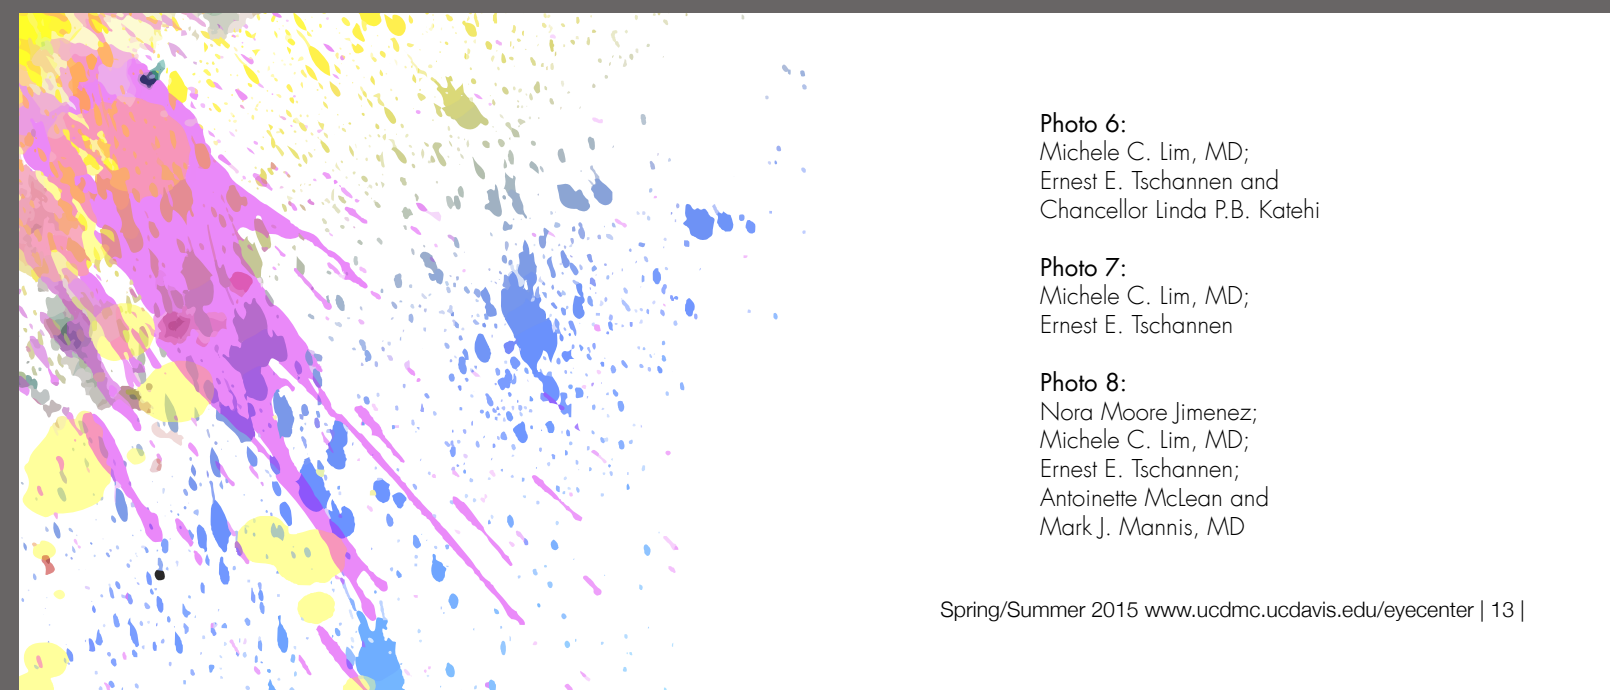 Photo 6:
Michele C. Lim, MD;
Ernest E. Tschannen and
Chancellor Linda P.B. Katehi
Photo 7:
Michele C. Lim, MD;
Ernest E. Tschannen
Photo 8:
Nora Moore Jimenez;
Michele C. Lim, MD;
Ernest E. Tschannen;
Antoinette McLean and
Mark J. Mannis, MD
Spring/Summer 2015 www.ucdmc.ucdavis.edu/eyecenter | 13 |